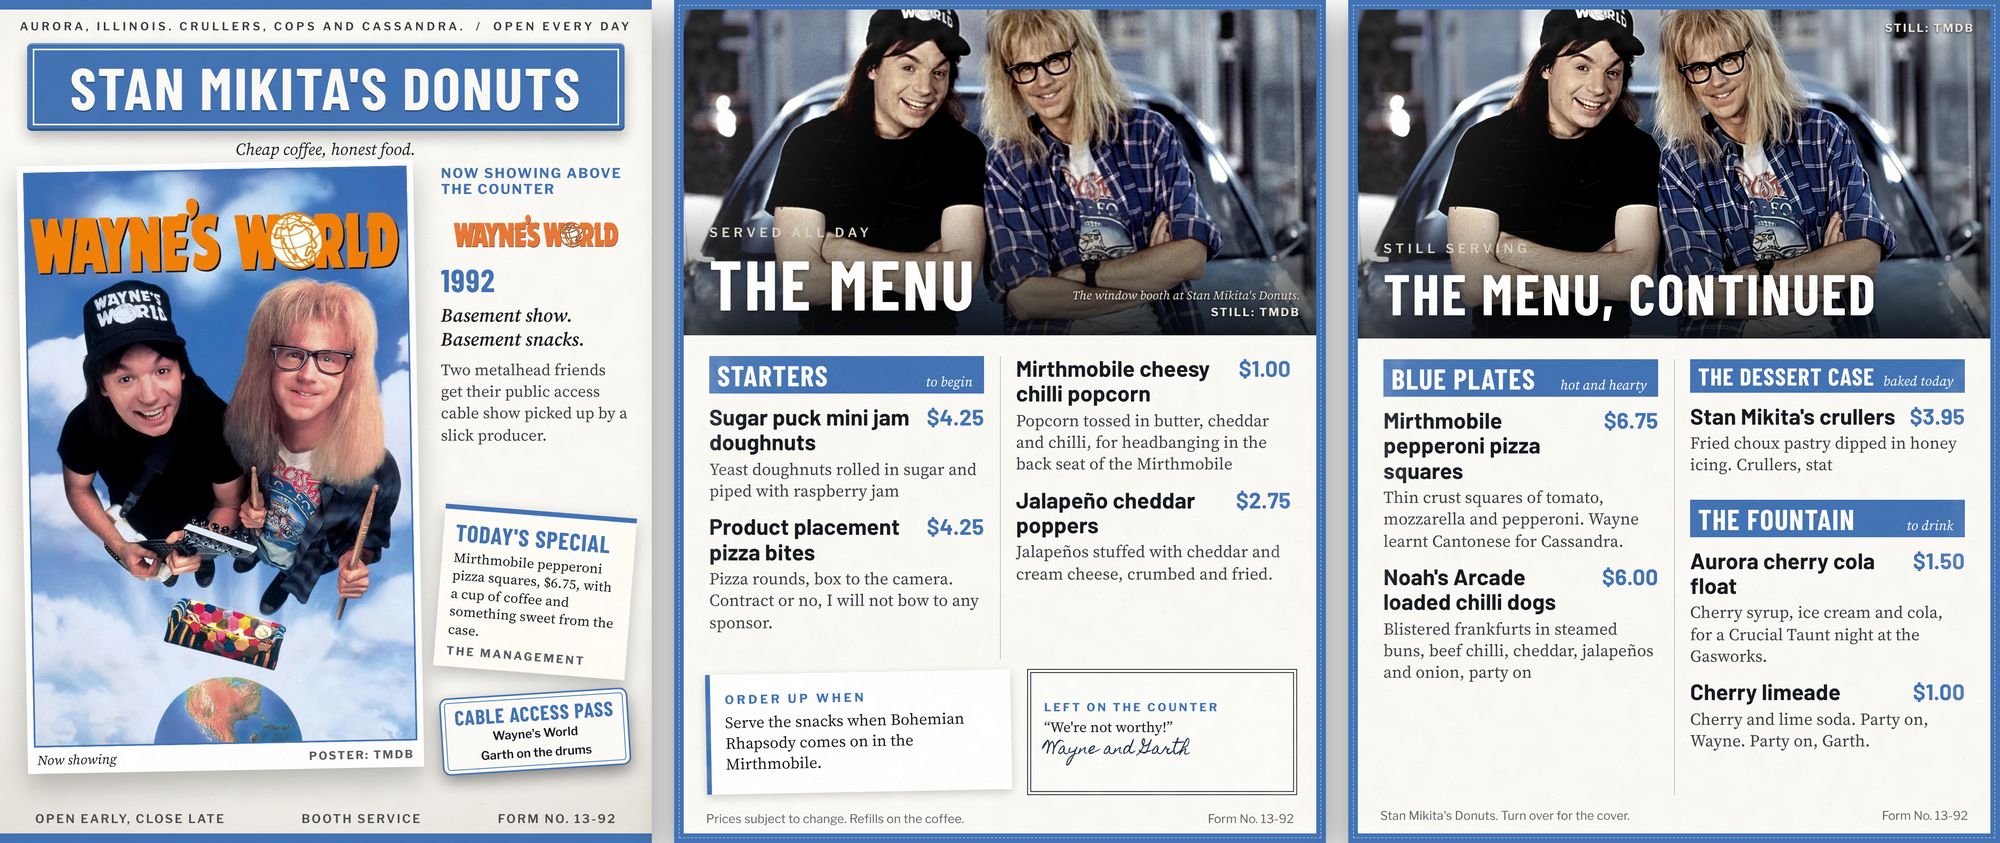 AURORA, ILLINOIS. CRULLERS, COPS AND CASSANDRA. / OPEN EVERY DAY
STAN MIKITA'S DONUTS
Cheap coffee, honest food.
WAYNE'S WORLD
WAYNE'S
WORLD
Now showing
POSTER: TMDB
NOW SHOWING ABOVE
THE COUNTER
WAYNE'S WORLD
1992
Basement show.
Basement snacks.
Two metalhead friends
get their public access
cable show picked up by a
slick producer.
TODAY'S SPECIAL
Mirthmobile pepperoni
pizza squares, $6.75, with
a cup of coffee and
something sweet from the
case.
THE MANAGEMENT
CABLE ACCESS PASS
Wayne's World
Garth on the drums
OPEN EARLY, CLOSE LATE
BOOTH SERVICE
FORM NO. 13-92
WORLD
SERVED ALL DAY
THE MENU
The window booth at Stan Mikita's Donuts.
STILL: TMDB
STARTERS to begin
Sugar puck mini jam $4.25
doughnuts
Yeast doughnuts rolled in sugar and
piped with raspberry jam
Product placement $4.25
pizza bites
Pizza rounds, box to the camera.
Contract or no, I will not bow to any
sponsor.
Mirthmobile cheesy $1.00
chilli popcorn
Popcorn tossed in butter, cheddar
and chilli, for headbanging in the
back seat of the Mirthmobile
Jalapeño cheddar $2.75
poppers
Jalapeños stuffed with cheddar and
cream cheese, crumbed and fried.
ORDER UP WHEN
Serve the snacks when Bohemian
Rhapsody comes on in the
Mirthmobile.
LEFT ON THE COUNTER
“We're not worthy!”
Wayne and Garth
Prices subject to change. Refills on the coffee.
Form No. 13-92
WORLD
STILL: TMDB
STILL SERVING
THE MENU, CONTINUED
BLUE PLATES hot and hearty
Mirthmobile $6.75
pepperoni pizza
squares
Thin crust squares of tomato,
mozzarella and pepperoni. Wayne
learnt Cantonese for Cassandra.
Noah's Arcade $6.00
loaded chilli dogs
Blistered frankfurts in steamed
buns, beef chilli, cheddar, jalapeños
and onion, party on
THE DESSERT CASE baked today
Stan Mikita's crullers $3.95
Fried choux pastry dipped in honey
icing. Crullers, stat
THE FOUNTAIN to drink
Aurora cherry cola $1.50
float
Cherry syrup, ice cream and cola,
for a Crucial Taunt night at the
Gasworks.
Cherry limeade $1.00
Cherry and lime soda. Party on,
Wayne. Party on, Garth.
Stan Mikita's Donuts. Turn over for the cover.
Form No. 13-92